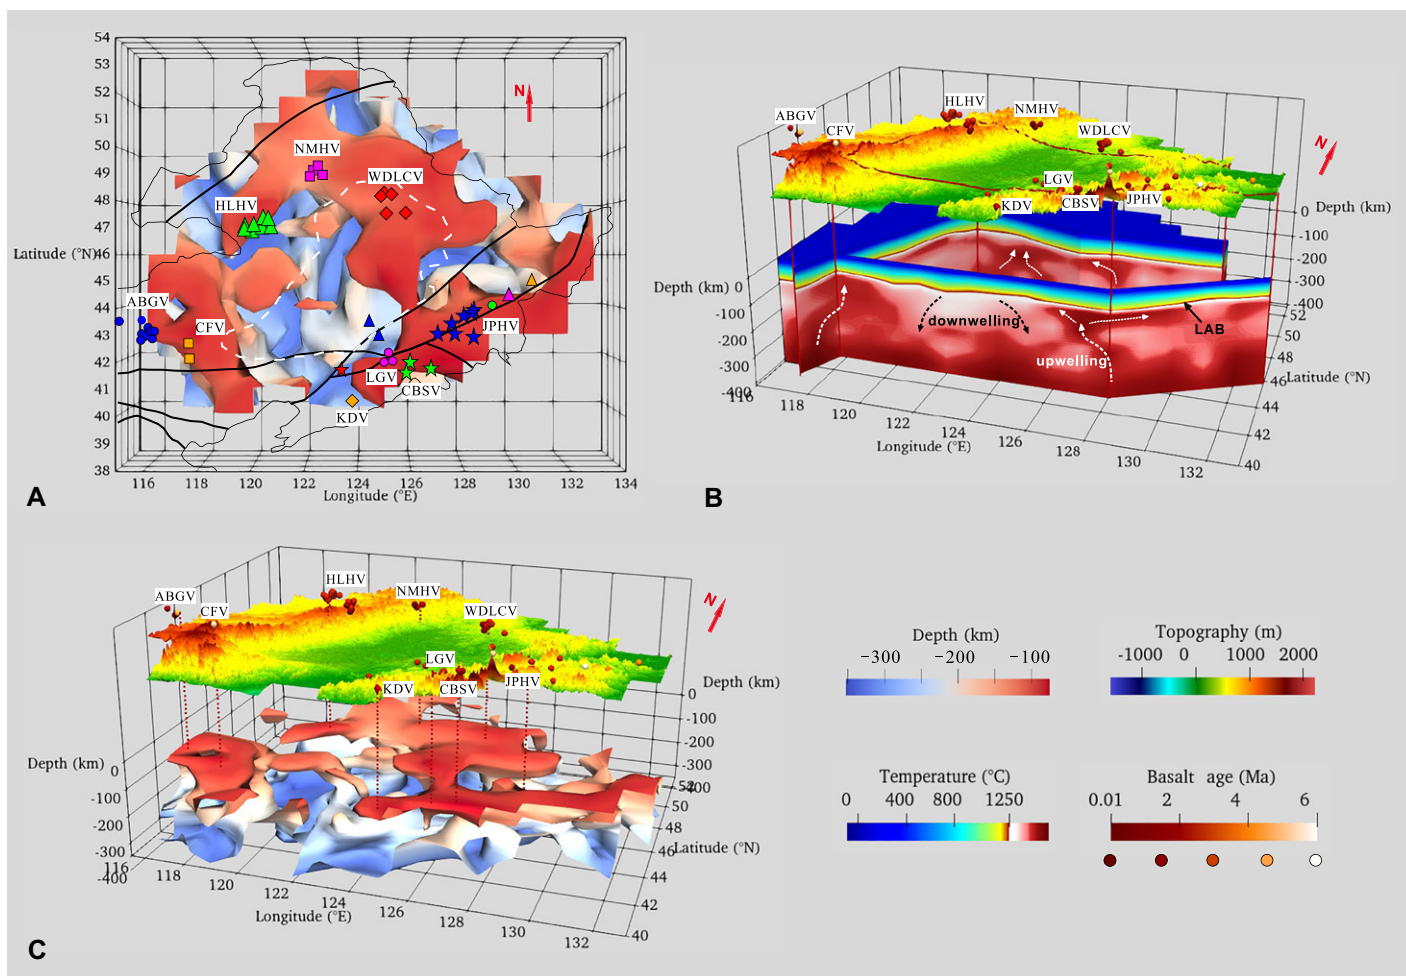 54
53
52
51
50
49
48
47
Latitude (°N)46
45
44
43
42
41
40
39
38
116 118 120 122 124 126 128 130 132 134
Longitude (°E)
N
NMHV
WDLCV
HLHV
ABGV
CFV
JPHV
LGV
CBSV
KDV
A
HLHV
NMHV
ABGV
CFV
WDLCV
N
LGV
CBSV
JPHV
KDV
0 Depth (km)
-100
-200
-300
-400
Depth (km) 0
-100
-200
-300
-400
downwelling
upwelling
LAB
52
50
48
46 Latitude (°N)
44
42
40
116 118 120 122 124 126 128 130 132
Longitude (°E)
B
HLHV
NMHV
ABGV
CFV
WDLCV
N
LGV
KDV
CBSV
JPHV
0 Depth (km)
-100
-200
-300
-400
Depth (km) 0
-100
-200
-300
-400
52
50
48
46 Latitude (°N)
44
42
40
116 118 120 122 124 126 128 130 132
Longitude (°E)
C
Depth (km)
−300 −200 −100
Topography (m)
-1000 0 1000 2000
Temperature (°C)
0 400 800 1250
Basalt age (Ma)
0.01 2 4 6